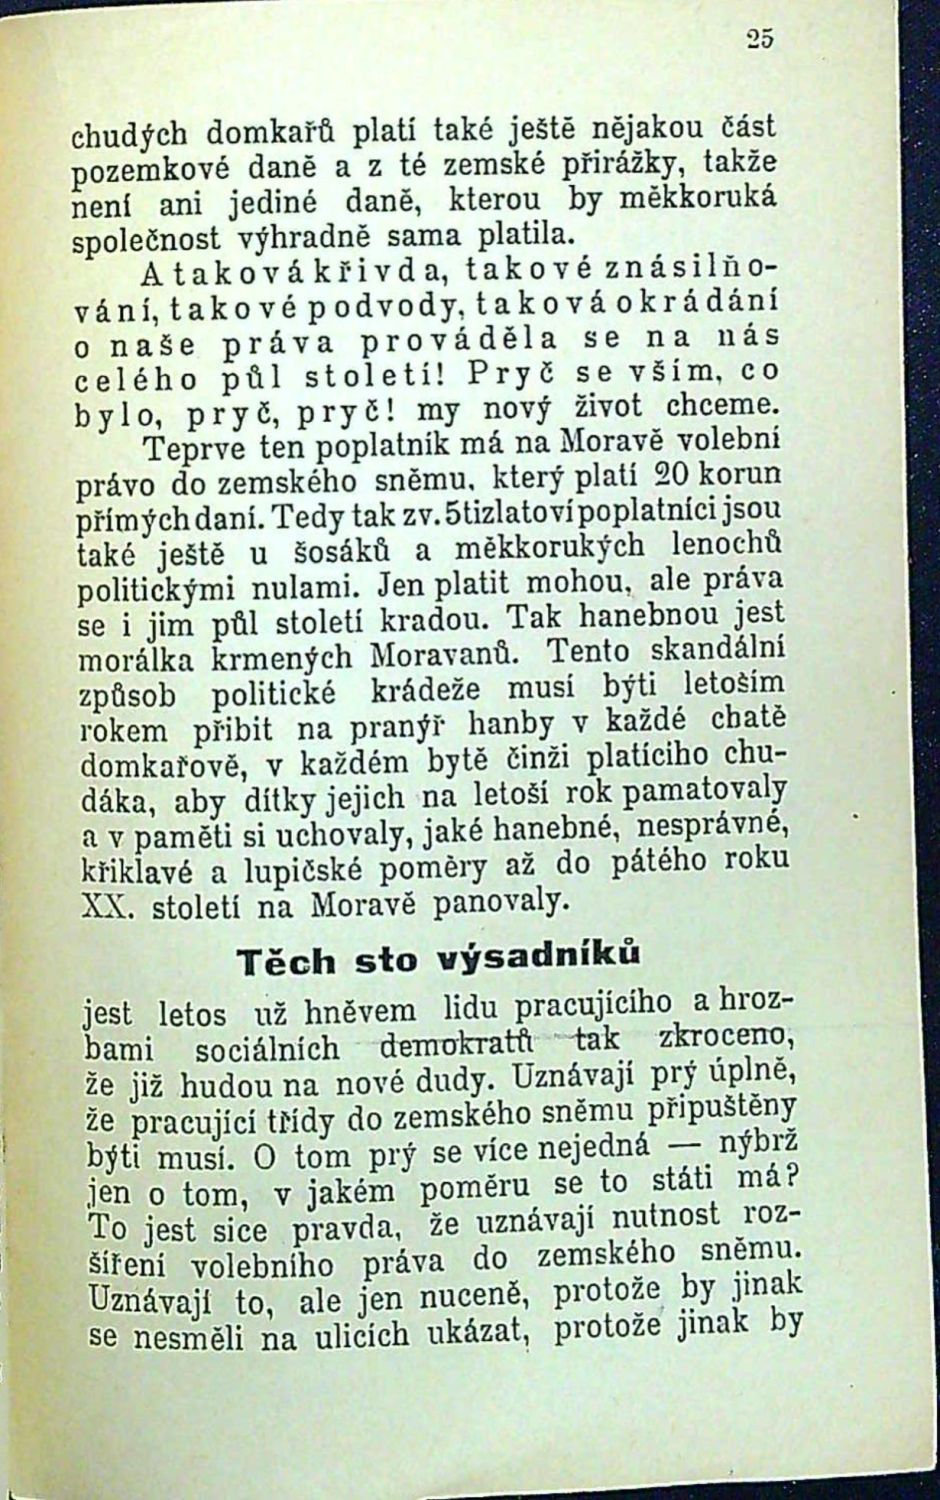 25
chudých domkařů platí také ještě nějakou část
pozemkové daně a z té zemské přirážky, takže
není ani jediné daně, kterou by měkkoruká
společnost výhradně sama platila.
A taková křivda, takové znásilňo-
vání, takové podvody, taková okrádání
o naše práva prováděla se na nás
celého půl století! Pryč se vším, co
bylo, pryč, pryč! my nový život chceme.
Teprve ten poplatník má na Moravě volební
právo do zemského sněmu, který platí 20 korun
přímých daní. Tedy tak zv. 5tizlatoví poplatníci jsou
také ještě u šosáků a měkkorukých lenochů
politickými nulami. Jen platit mohou, ale práva
se i jim půl století kradou. Tak hanebnou jest
morálka krmených Moravanů. Tento skandální
způsob politické krádeže musí býti letoším
rokem přibit na pranýř hanby v každé chatě
domkařově, v každém bytě činži platícího chu-
dáka, aby dítky jejich na letoší rok pamatovaly
a v paměti si uchovaly, jaké hanebné, nesprávné,
křiklavé a lupičské poměry až do pátého roku
XX. století na Moravě panovaly.
Těch sto výsadníků
jest letos už hněvem lidu pracujícího a hroz-
bami sociálních demokratů tak zkroceno,
že již hudou na nové dudy. Uznávají prý úplně,
že pracující třídy do zemského sněmu připuštěny
býti musí. O tom prý se více nejedná — nýbrž
jen o tom, v jakém poměru se to státi má?
To jest sice pravda, že uznávají nutnost roz-
šíření volebního práva do zemského sněmu.
Uznávají to, ale jen nuceně, protože by jinak
se nesměli na ulicích ukázat, protože jinak by